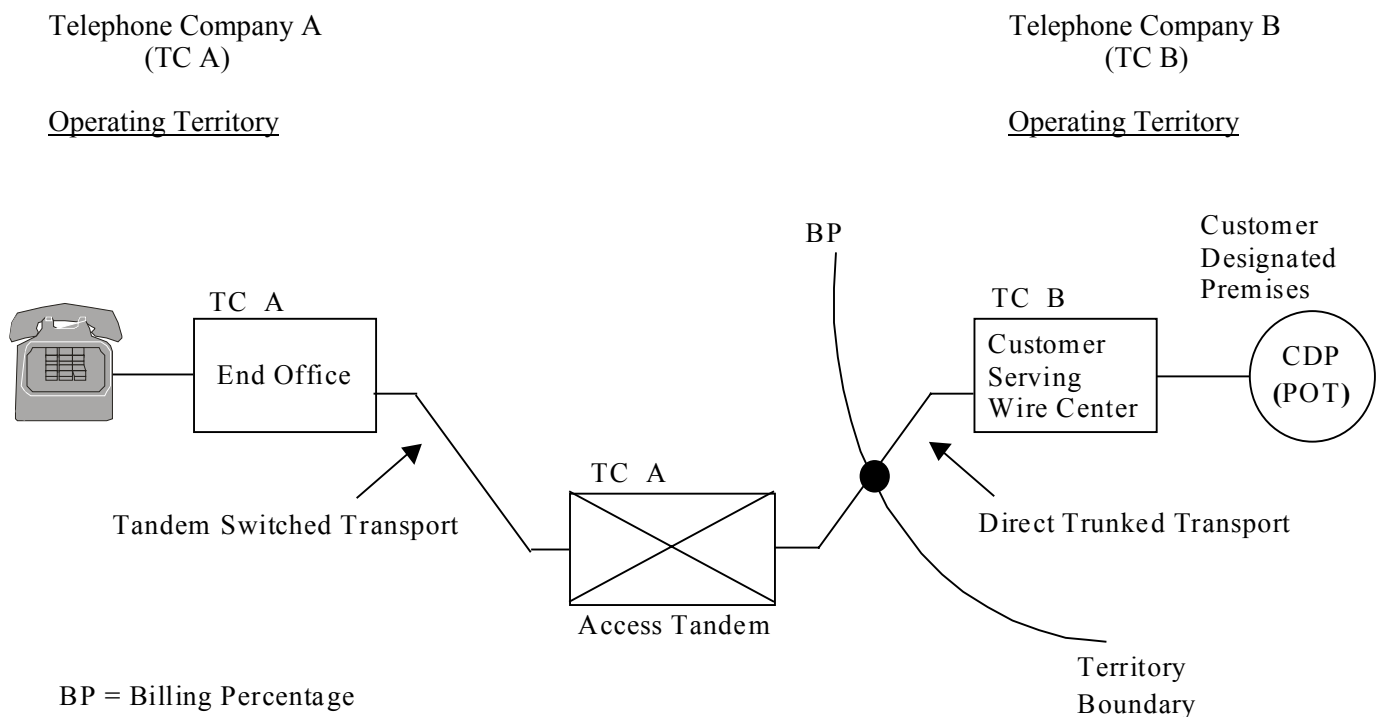 Telephone Company A
(TC A)
Operating Territory
Telephone Company B
(TC B)
Operating Territory
BP
Customer
Designated
Premises
TC A
End Office
TC B
Customer
Serving
Wire Center
CDP
(POT)
TC A
Tandem Switched Transport
Direct Trunked Transport
Access Tandem
Territory
Boundary
BP = Billing Percentage